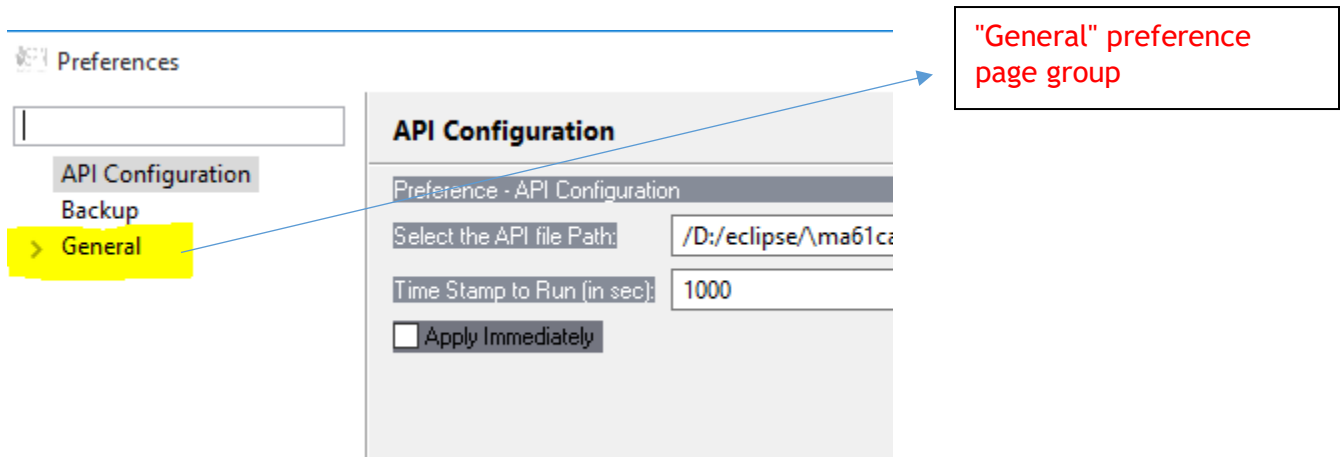 "General" preference
page group
Preferences
API Configuration
Backup
General
API Configuration
Preference - API Configuration
Select the API file Path:
/D:/eclipse/\ma61ca
Time Stamp to Run (in sec):
1000
Apply Immediately